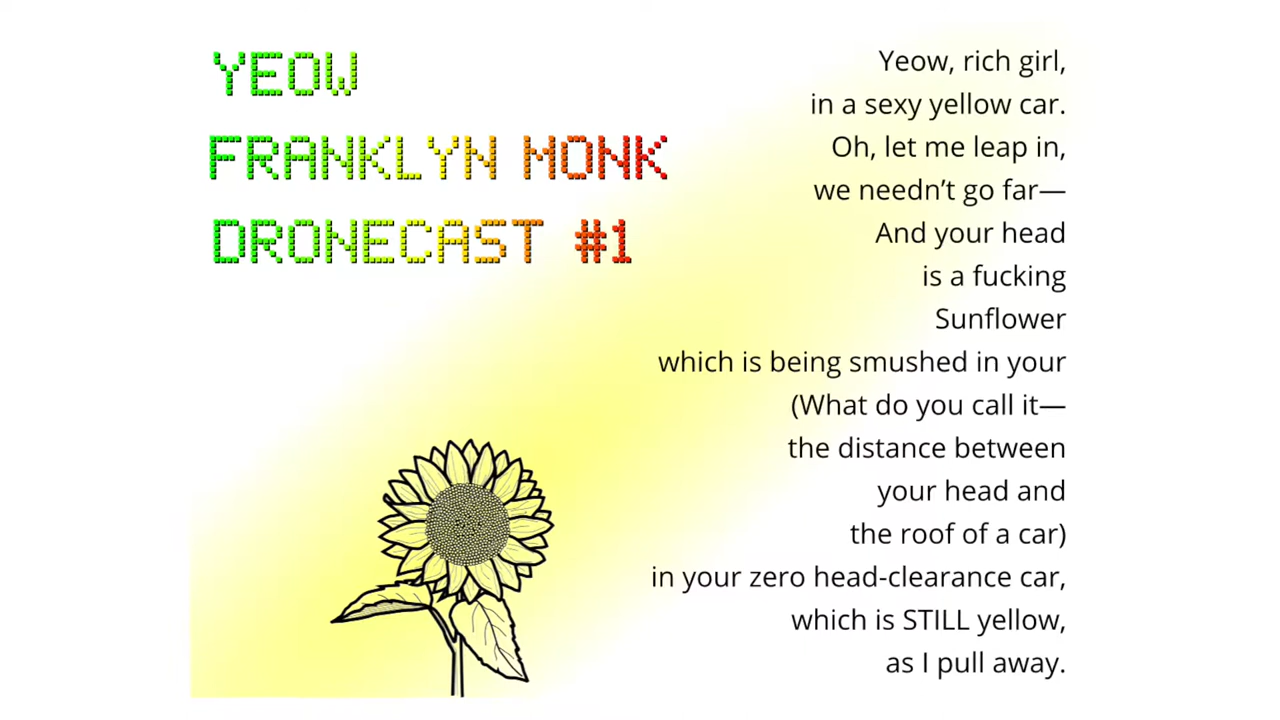 YEOW
FRANKLYN MONK
DRONECAST #1
Yeow, rich girl,
in a sexy yellow car.
Oh, let me leap in,
we needn’t go far—
And your head
is a fucking
Sunflower
which is being smushed in your
(What do you call it—
the distance between
your head and
the roof of a car)
in your zero head-clearance car,
which is STILL yellow,
as I pull away.